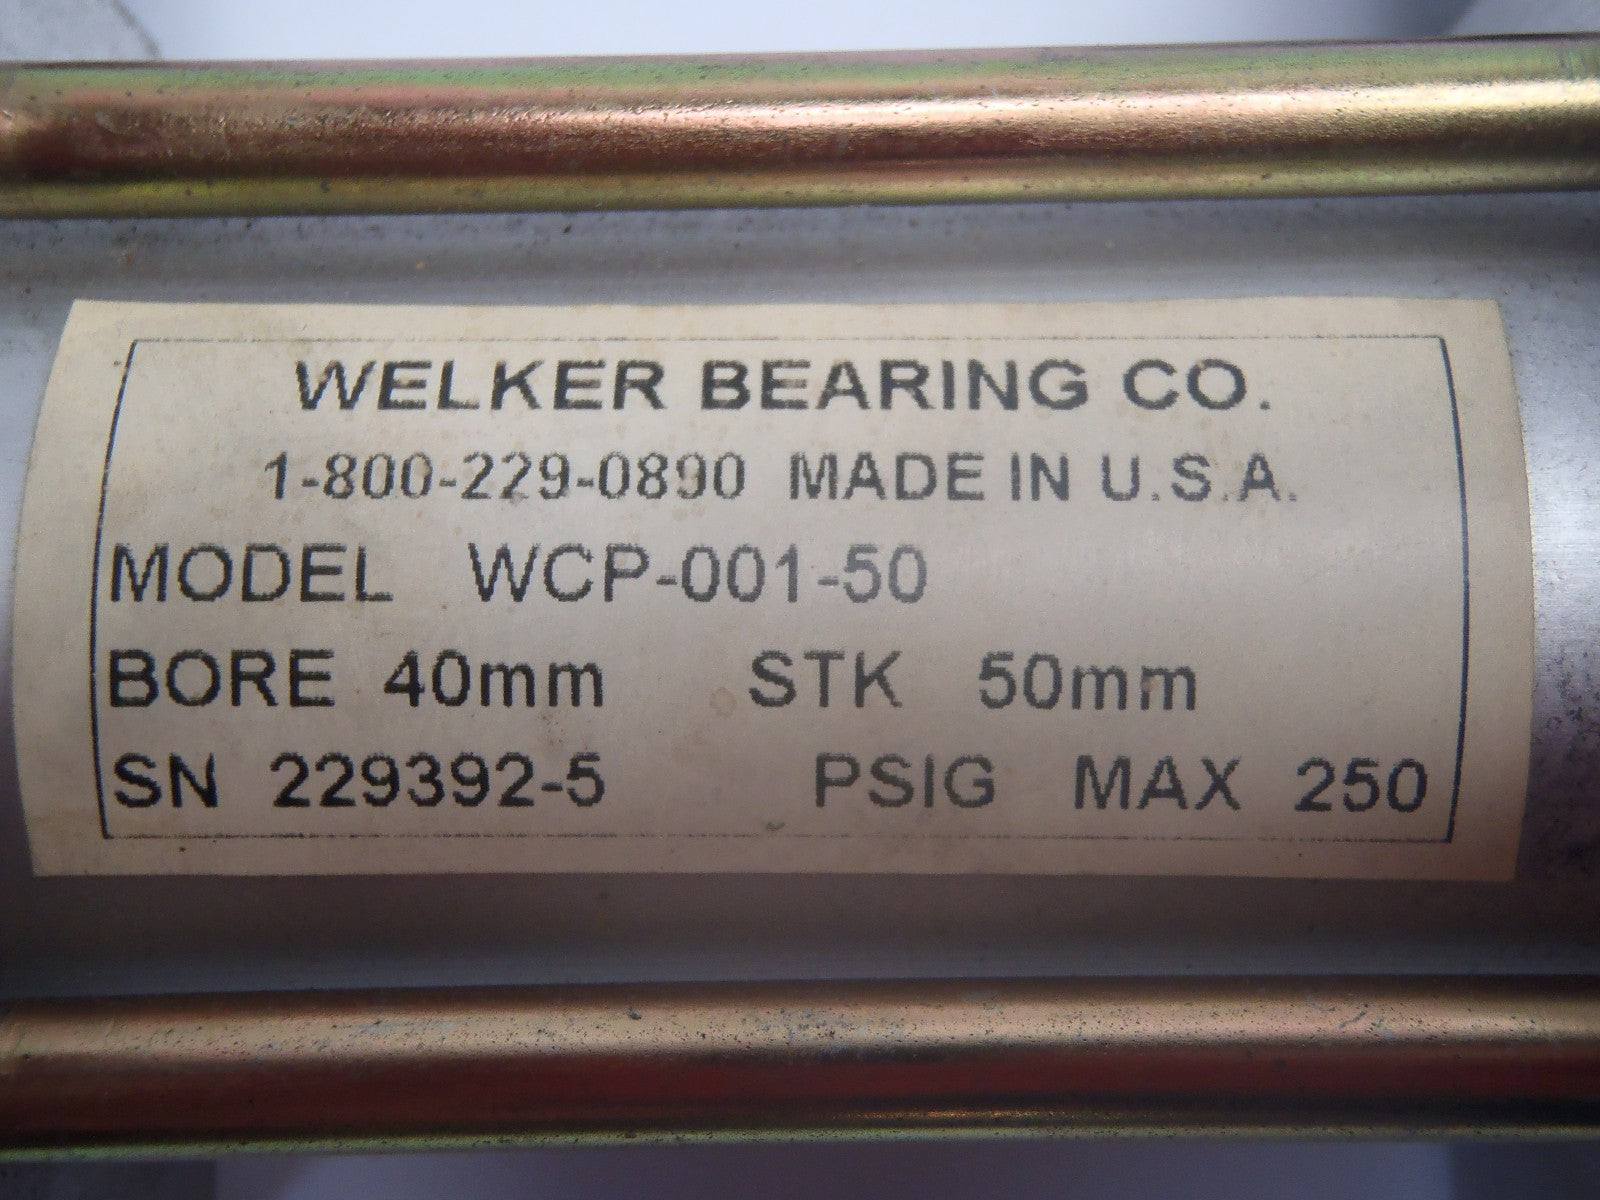 WELKER BEARING CO.
1-800-229-0890 MADE IN U.S.A.
MODEL WCP-001-50
BORE 40mm STK 50mm
SN 229392-5 PSIG MAX 250